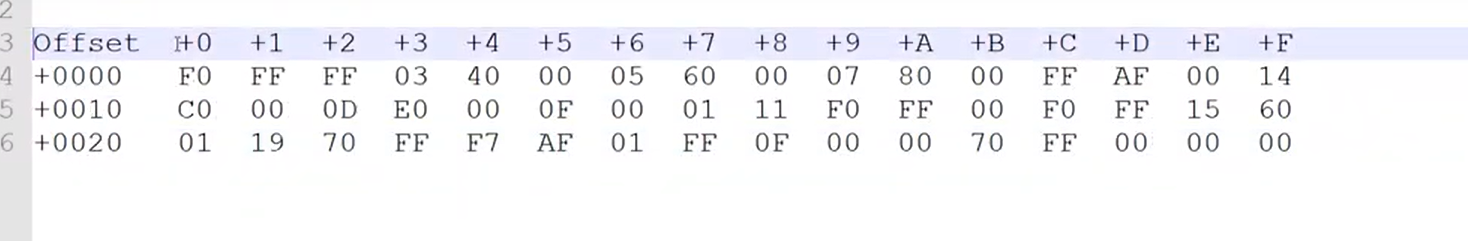 2
3 Offset +0 +1 +2 +3 +4 +5 +6 +7 +8 +9 +A +B +C +D +E +F
4 +0000 F0 FF FF 03 40 00 05 60 00 07 80 00 FF AF 00 14
5 +0010 C0 00 0D E0 00 0F 00 01 11 F0 FF 00 F0 FF 15 60
6 +0020 01 19 70 FF F7 AF 01 FF 0F 00 00 70 FF 00 00 00